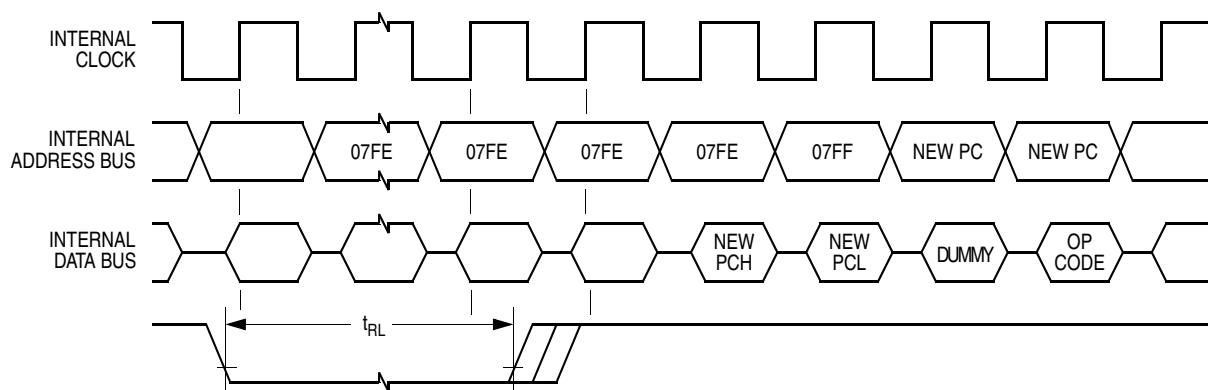 INTERNAL
CLOCK
INTERNAL
ADDRESS BUS
07FE
07FE
07FE
07FE
07FF
NEW PC
NEW PC
INTERNAL
DATA BUS
NEW
PCH
NEW
PCL
DUMMY
OP
CODE
tRL